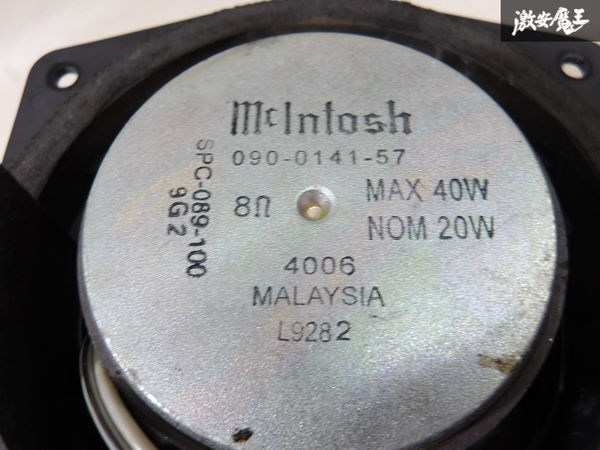 激安魔王
McIntosh
090-0141-57
SPC-089-100
9G2
8Ω
MAX 40W
NOM 20W
4006
MALAYSIA
L9282